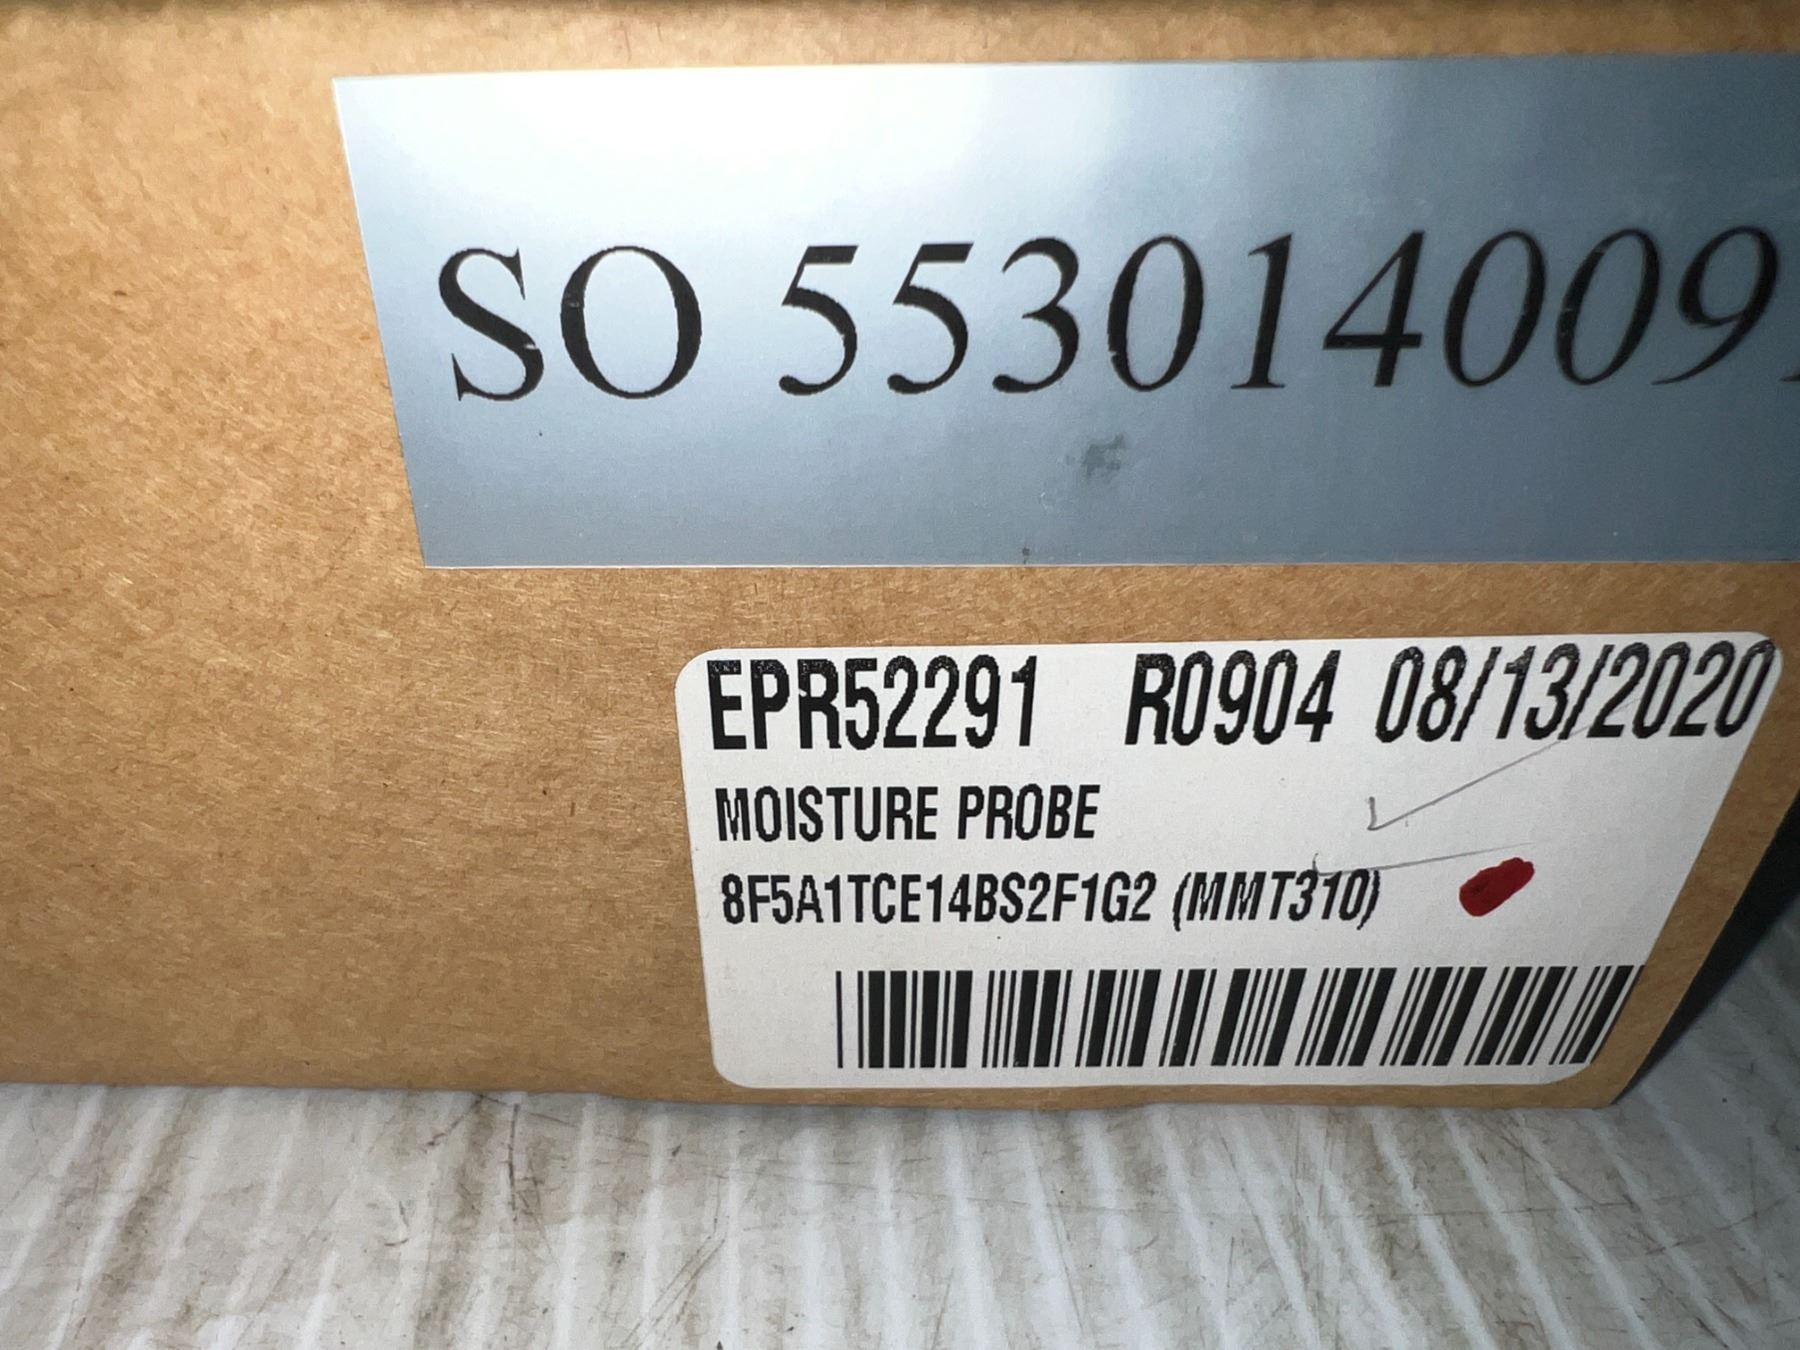 SO 553014009
EPR52291 R0904 08/13/2020
MOISTURE PROBE
8F5A1TCE14BS2F1G2 (MMT310)